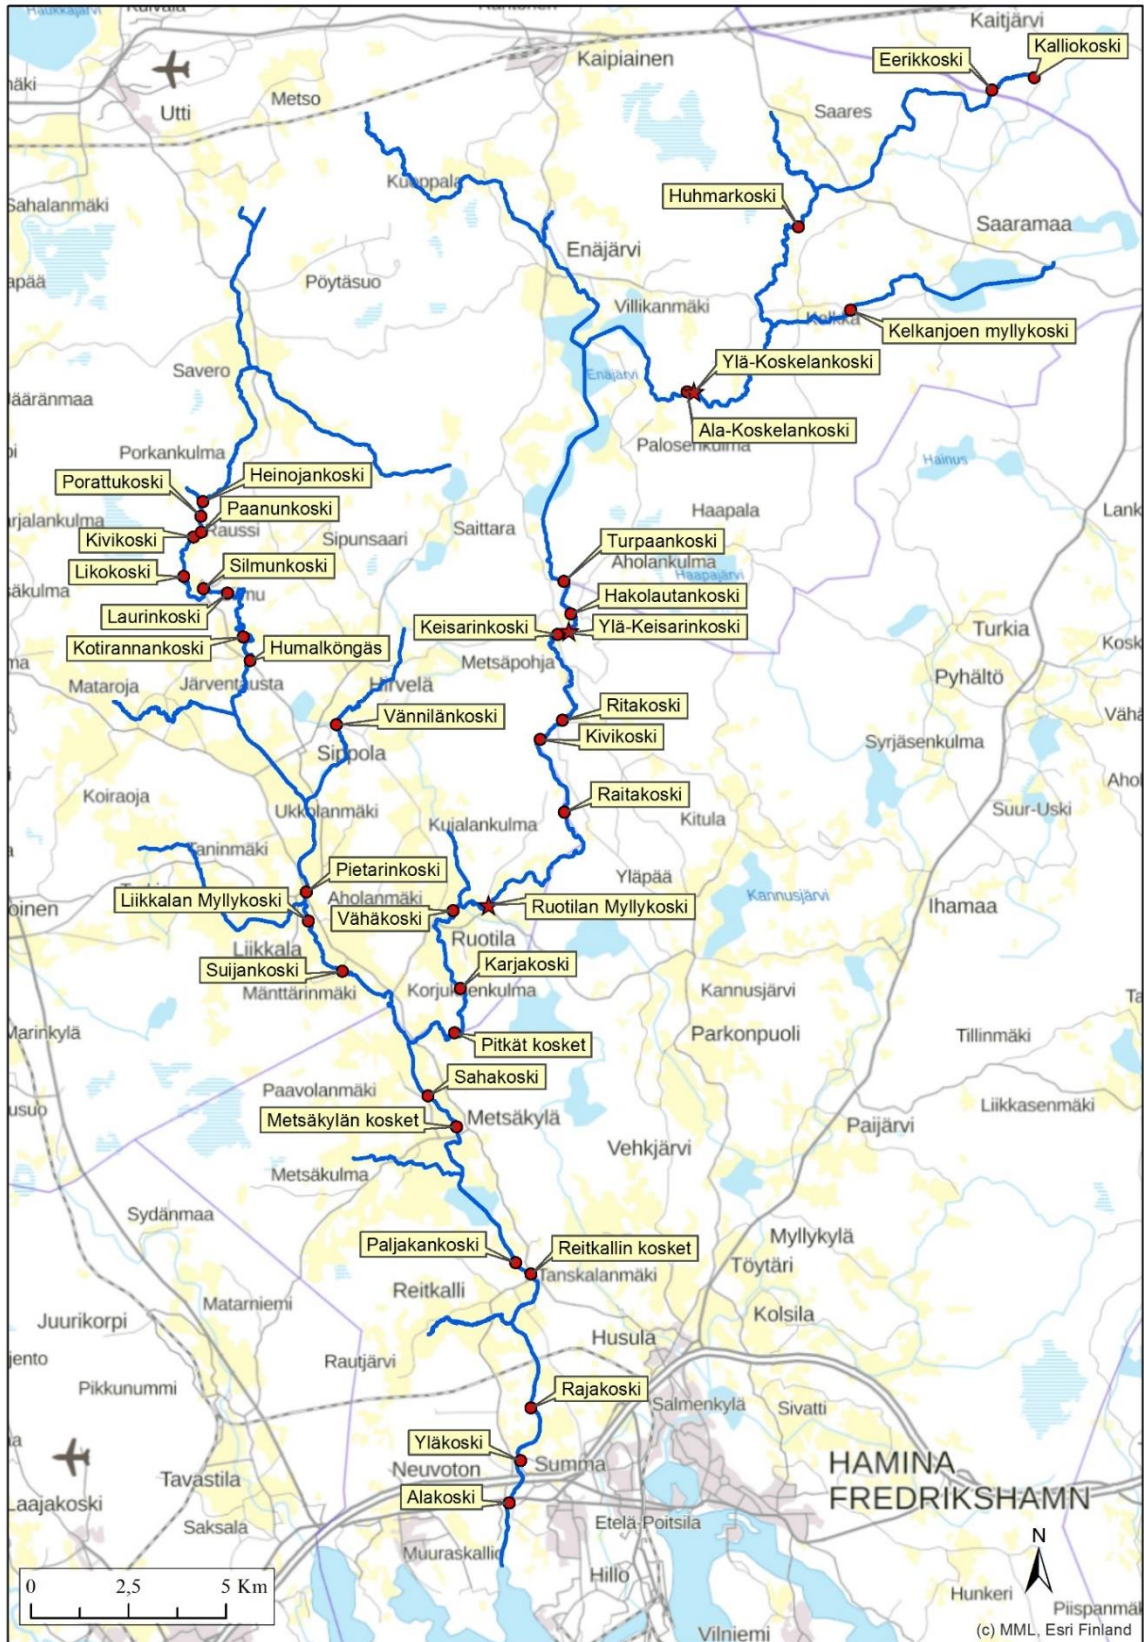 Haukkajärvi
Kaitjärvi
Kalliokoski
Eerikkoski
Kaipiainen
Utti
Metso
Saares
Kuoppala
Huhmarkoski
Sahalanmäki
Saaramaa
Enäjärvi
Pöytäsuo
Villikanmäki
Kelkka
Kelkanjoen myllykoski
Ylä-Koskelankoski
Savero
Enäjärvi
Ala-Koskelankoski
Palosenkulma
Porkankulma
Hainus
Heinojankoski
Porattukoski
Paanunkoski
Haapala
Kivikoski
Raussi
Saittara
Sipunsaari
Turpaankoski
Aholankulma
Haapajärvi
Likokoski
Silmunkoski
Laurinkoski
Hakolautankoski
Keisarinkoski
Ylä-Keisarinkoski
Turkia
Kotirannankoski
Humalköngäs
Metsäpohja
Pyhältö
Mataroja
Järventausta
Hirvelä
Vännilänkoski
Ritakoski
Kivikoski
Syrjäsenkulma
Sippola
Koiraoja
Ukkolanmäki
Raitakoski
Kitula
Suur-Uski
Kujalankulma
Taninmäki
Yläpää
Pietarinkoski
Aholanmäki
Kannusjärvi
Liikkalan Myllykoski
Vähäkoski
Ruotilan Myllykoski
Ihamaa
Liikkala
Ruotila
Suijankoski
Karjakoski
Mänttärinmäki
Kannusjärvi
Pitkät kosket
Parkonpuoli
Tillinmäki
Sahakoski
Paavolanmäki
Liikkasenmäki
Metsäkylän kosket
Metsäkylä
Paijärvi
Vehkjärvi
Metsäkulma
Sydänmaa
Myllykylä
Paljakankoski
Reitkallin kosket
Töytäri
Tanskalanmäki
Reitkalli
Matarniemi
Kolsila
Juurikorpi
Husula
Rautjärvi
Pikkunummi
Rajakoski
Salmenkylä
Sivatti
Yläkoski
Neuvoton
Summa
HAMINA
Tavastila
FREDRIKSHAMN
Alakoski
Saksala
Etelä-Poitsila
N
Muuraskallio
Hillo
0 2,5 5 Km
Hunkeri
Vilniemi
(c) MML, Esri Finland